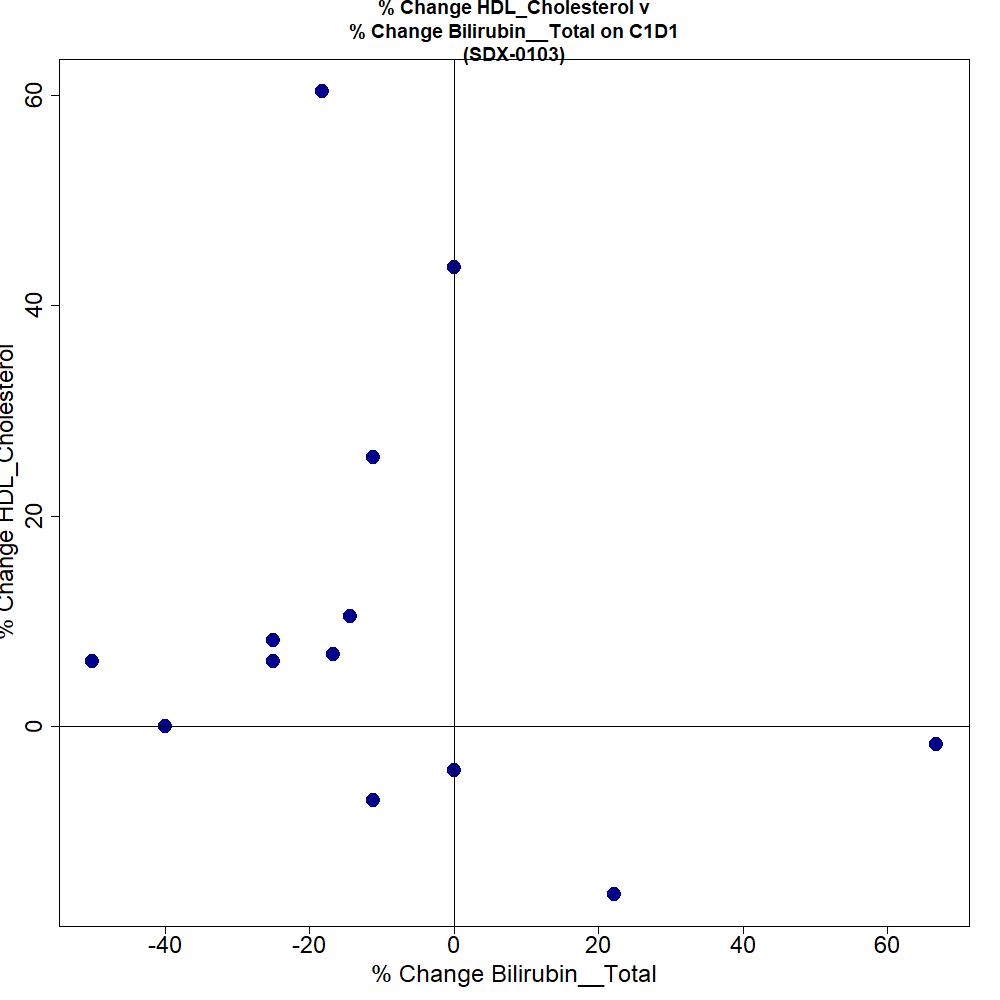 % Change HDL_Cholesterol v
% Change Bilirubin__Total on C1D1
(SDX-0103)
60
40
20
0
% Change HDL_Cholesterol
-40
-20
0
20
40
60
% Change Bilirubin__Total